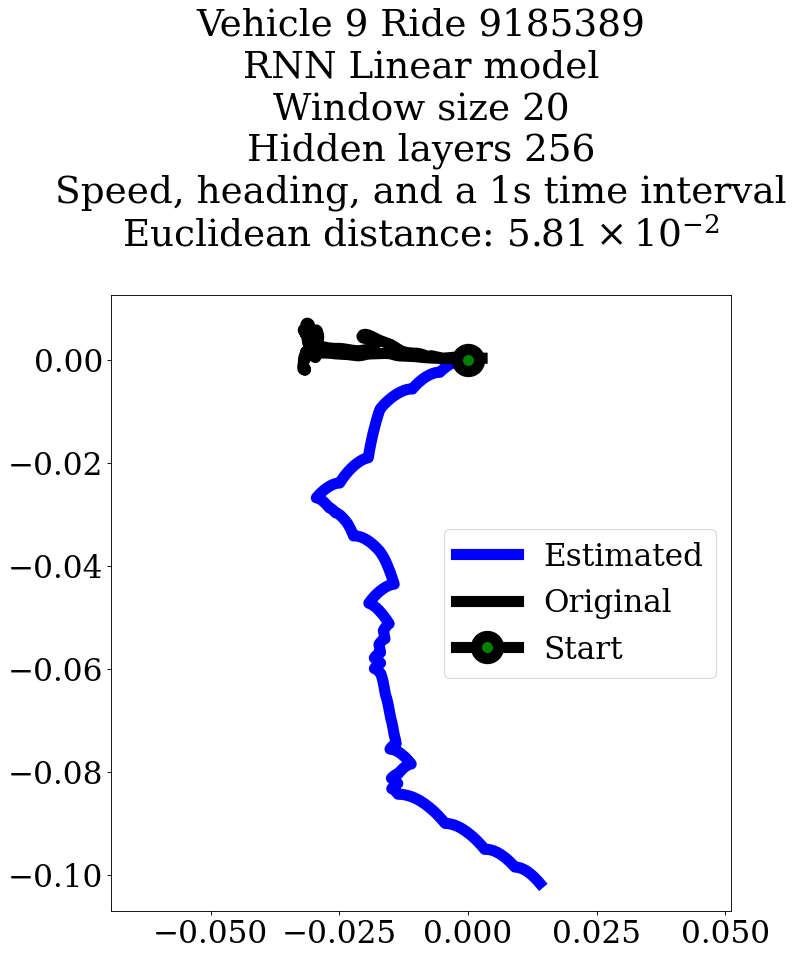 Vehicle 9 Ride 9185389
RNN Linear model
Window size 20
Hidden layers 256
Speed, heading, and a 1s time interval
Euclidean distance: 5.81 × 10⁻²
0.00
−0.02
−0.04
−0.06
−0.08
−0.10
Estimated
Original
Start
−0.050 −0.025 0.000 0.025 0.050